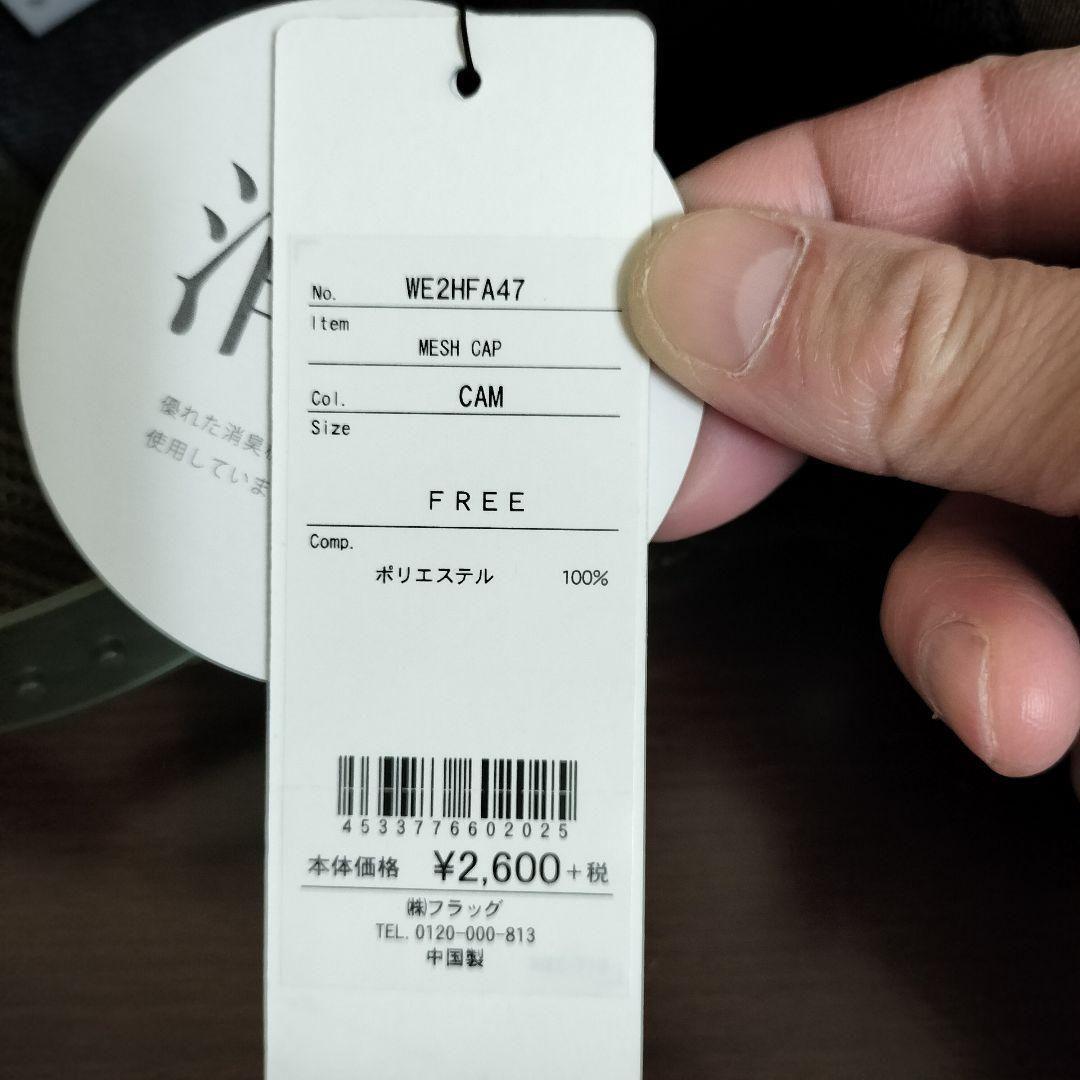 消
優れた消臭
使用していま
No. WE2HFA47
Item
MESH CAP
Col. CAM
Size
FREE
Comp.
ポリエステル 100%
4533776602025
本体価格 ¥2,600+税
㈱フラッグ
TEL.0120-000-813
中国製